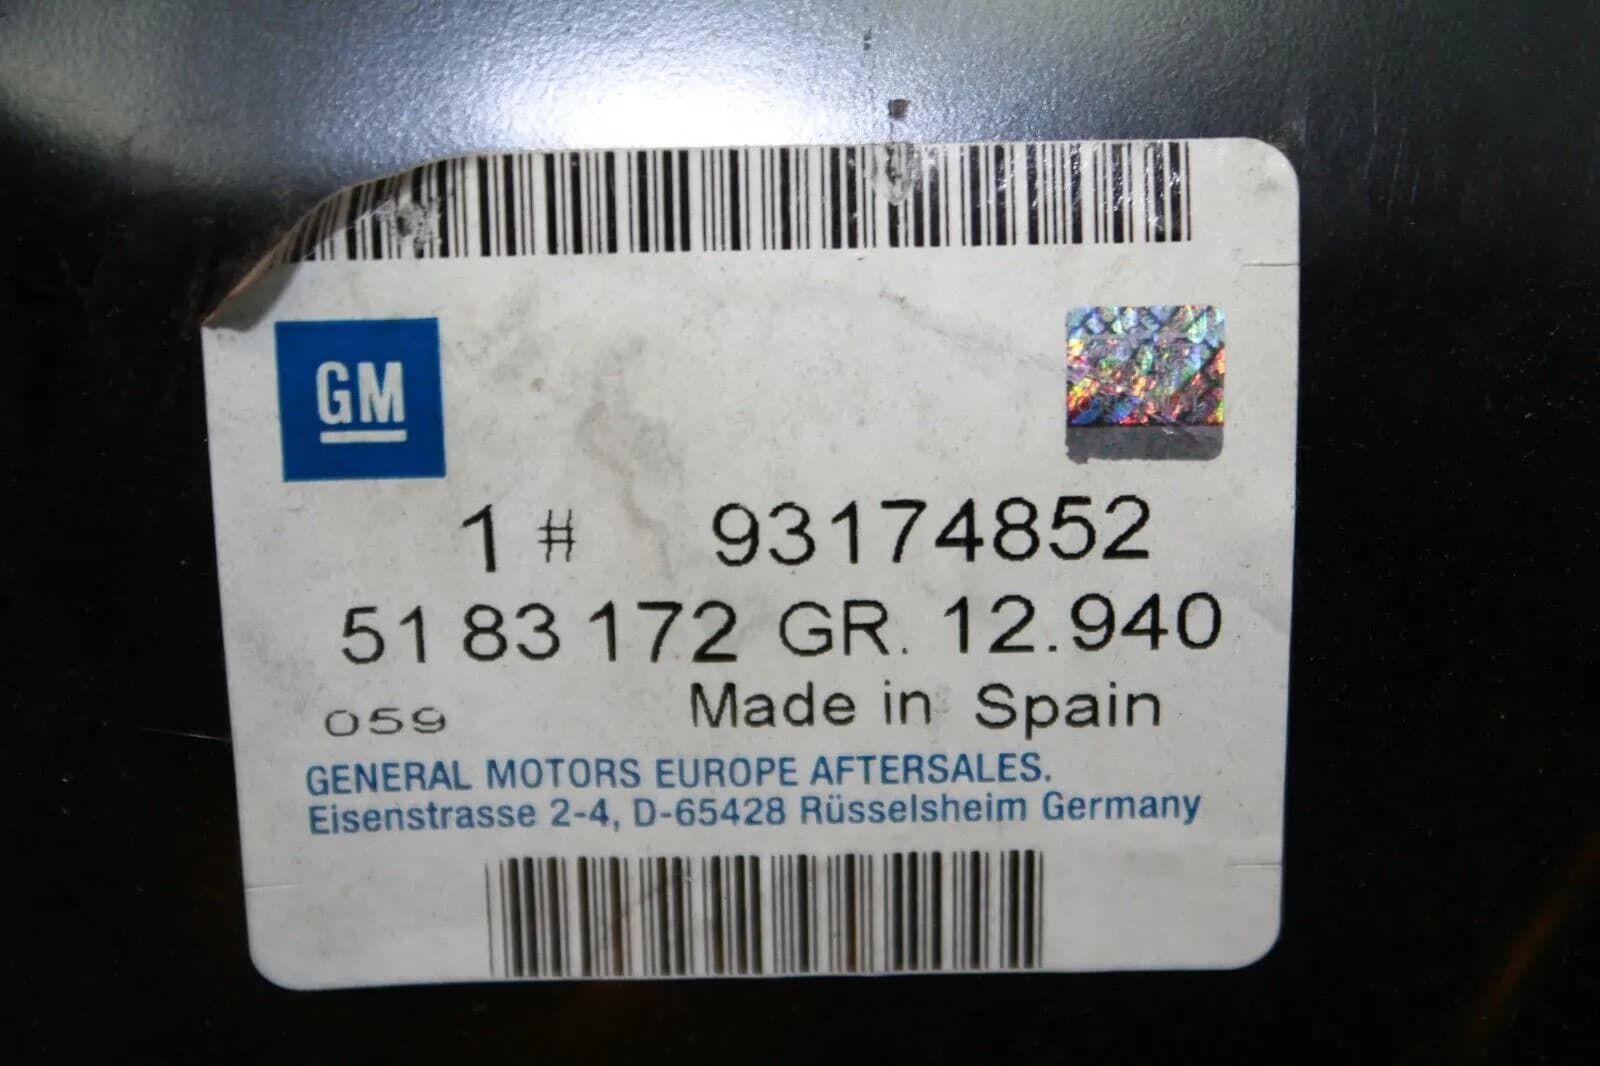 GM
1 # 93174852
51 83 172 GR. 12.940
059 Made in Spain
GENERAL MOTORS EUROPE AFTERSALES.
Eisenstrasse 2-4, D-65428 Rüsselsheim Germany